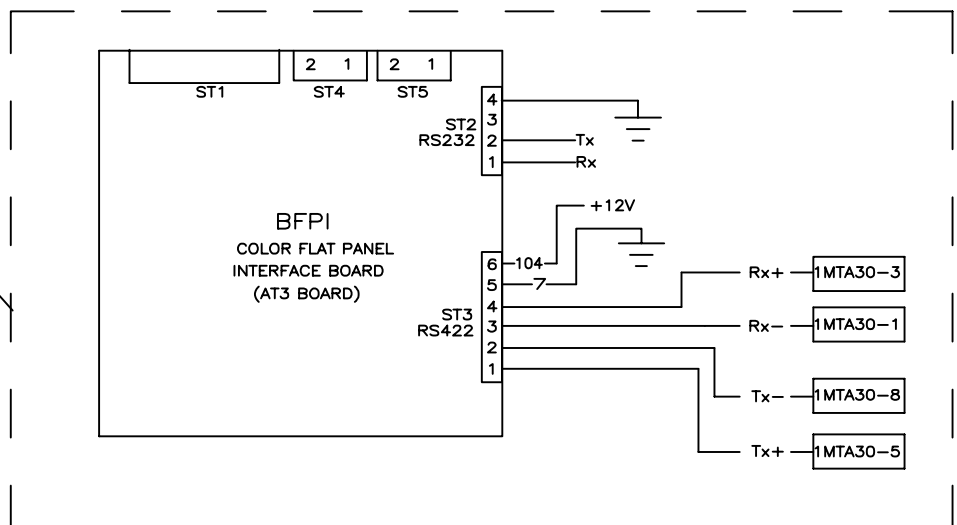 2 1
2 1
ST1
ST4
ST5
4
3
2
1
ST2
RS232
Tx
Rx
BFPI
COLOR FLAT PANEL
INTERFACE BOARD
(AT3 BOARD)
+12V
6
5
4
3
2
1
104
7
ST3
RS422
Rx+
1MTA30-3
Rx-
1MTA30-1
Tx-
1MTA30-8
Tx+
1MTA30-5